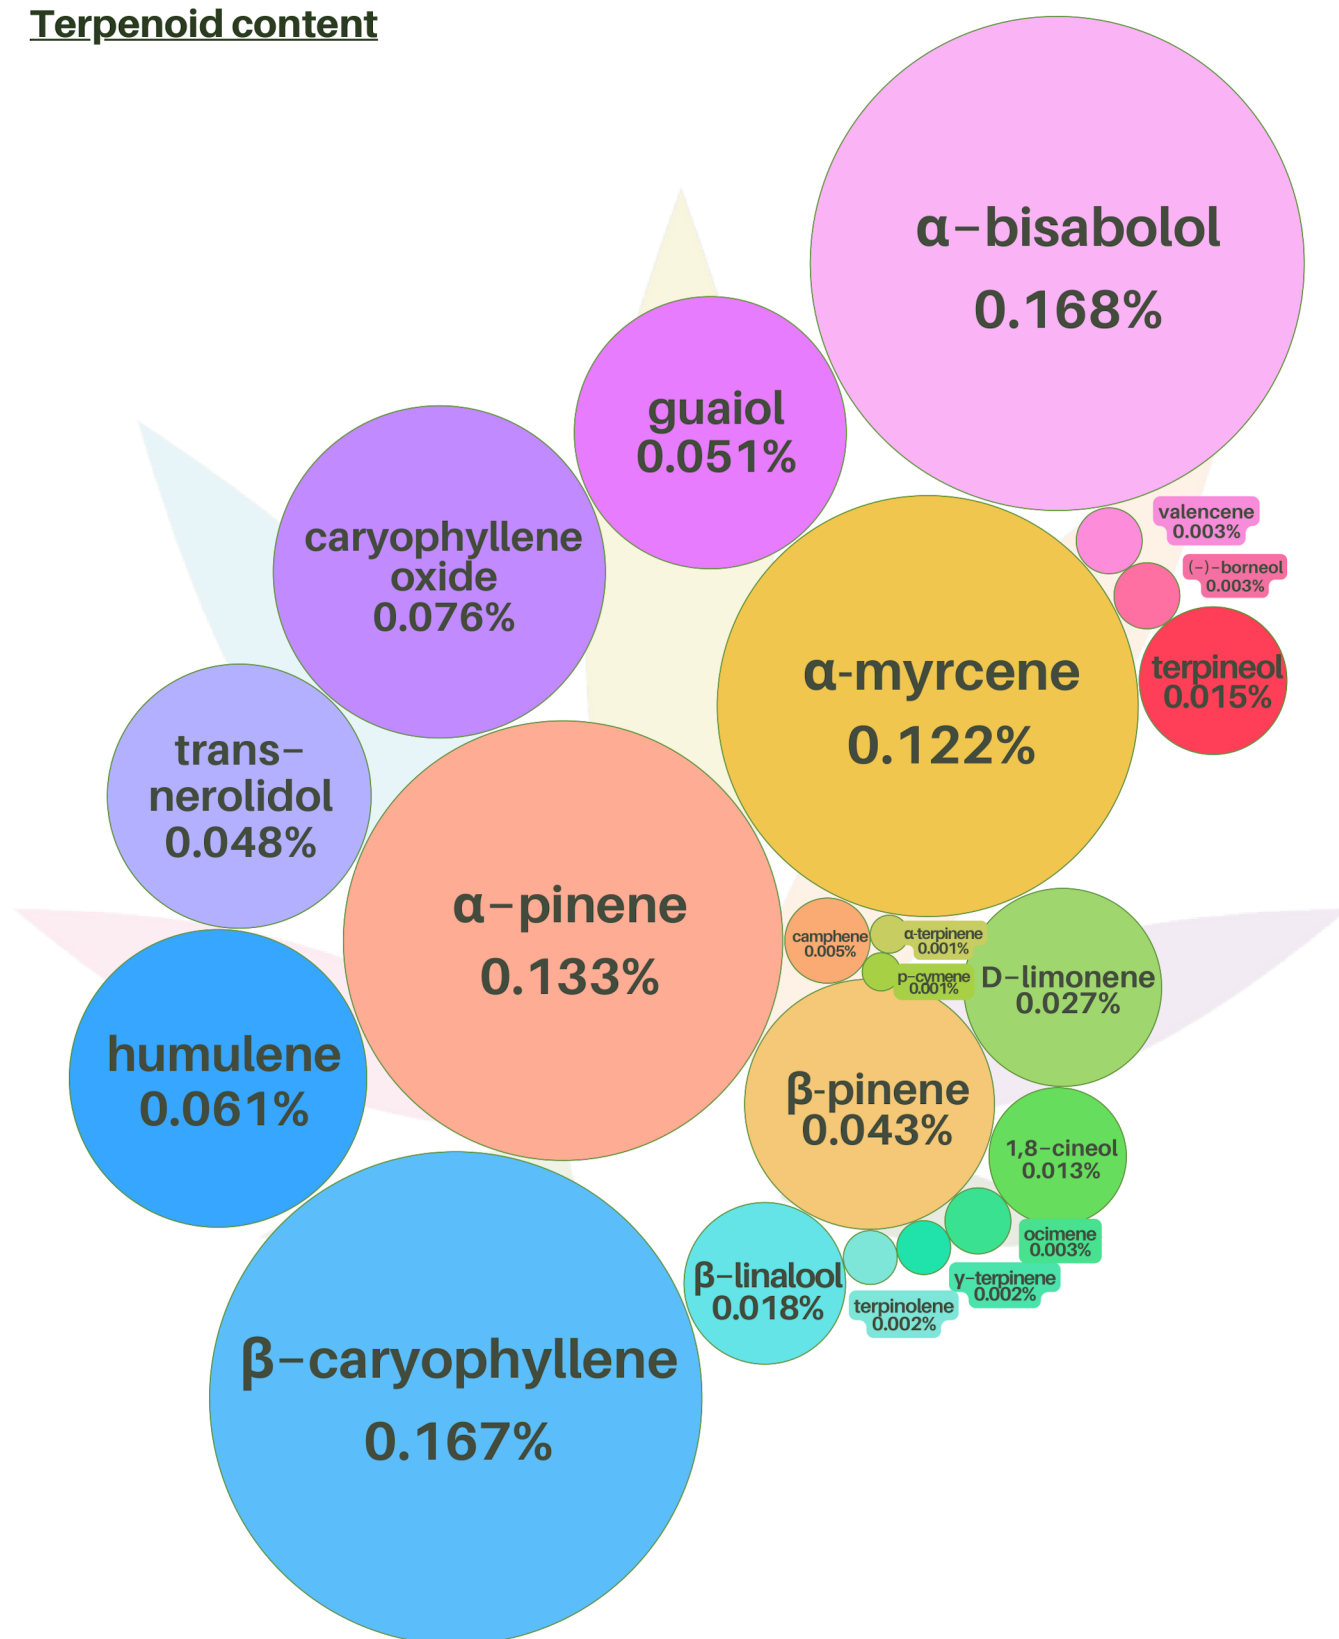 Terpenoid content
α–bisabolol
0.168%
guaiol
0.051%
caryophyllene
oxide
0.076%
valencene
0.003%
(-)-borneol
0.003%
α-myrcene
0.122%
terpineol
0.015%
trans–
nerolidol
0.048%
α–pinene
0.133%
camphene
0.005%
α-terpinene
0.001%
p-cymene
0.001%
D–limonene
0.027%
humulene
0.061%
β-pinene
0.043%
1,8–cineol
0.013%
ocimene
0.003%
γ–terpinene
0.002%
β–linalool
0.018%
terpinolene
0.002%
β–caryophyllene
0.167%